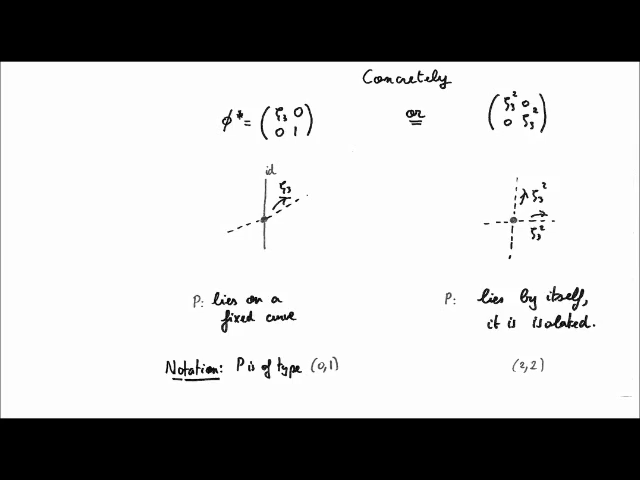 Concretely
ϕ* = (ζ₃ 0
0 1)
or
(ζ₃² 0
0 ζ₃²)
id
ζ₃
ζ₃²
ζ₃²
P: lies on a
fixed curve
P: lies by itself,
it is isolated.
Notation: P is of type (0,1)
(2,2)